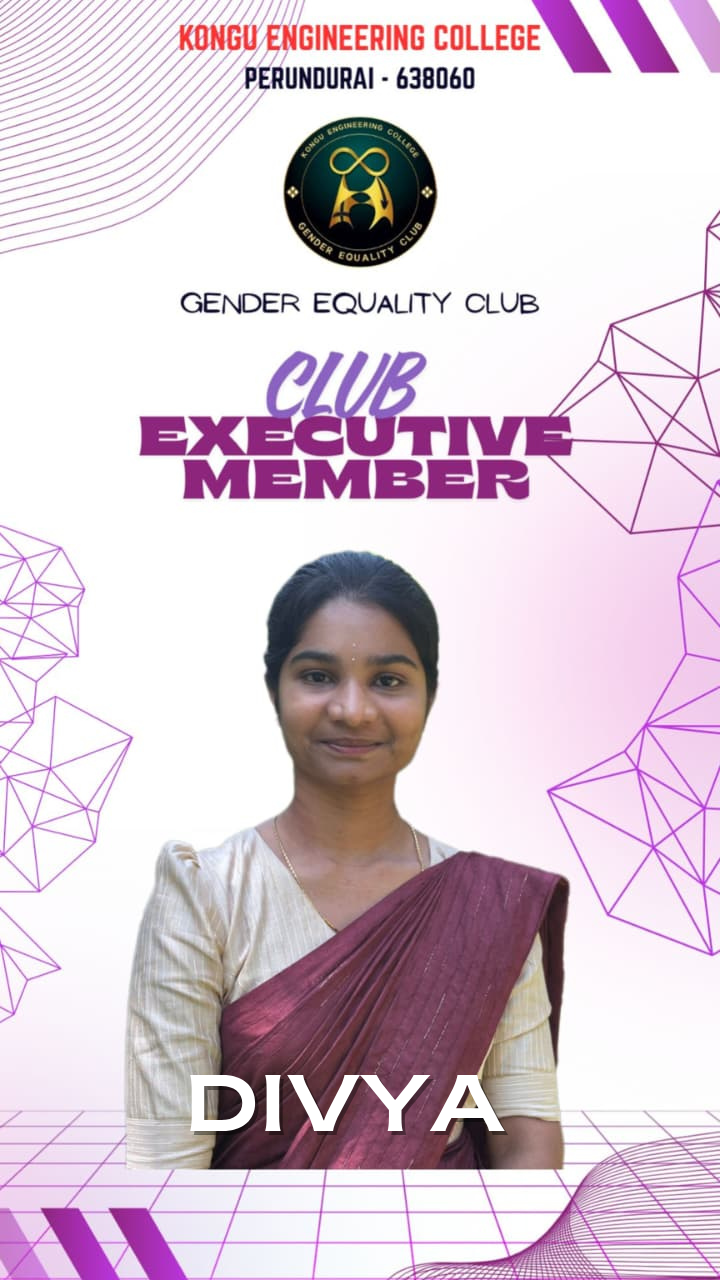 KONGU ENGINEERING COLLEGE
PERUNDURAI - 638060
KONGU ENGINEERING COLLEGE
GENDER EQUALITY CLUB
GENDER EQUALITY CLUB
CLUB
EXECUTIVE
MEMBER
DIVYA